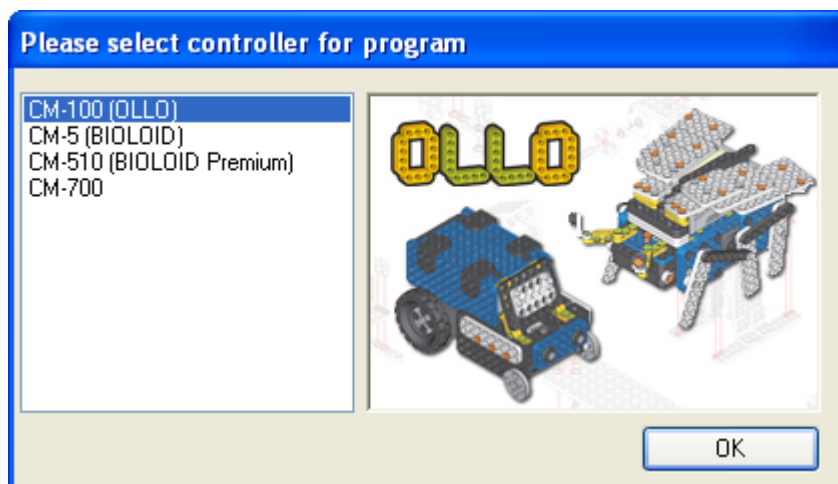 Please select controller for program
CM-100 (OLLO)
CM-5 (BIOLOID)
CM-510 (BIOLOID Premium)
CM-700
OLLO
OK